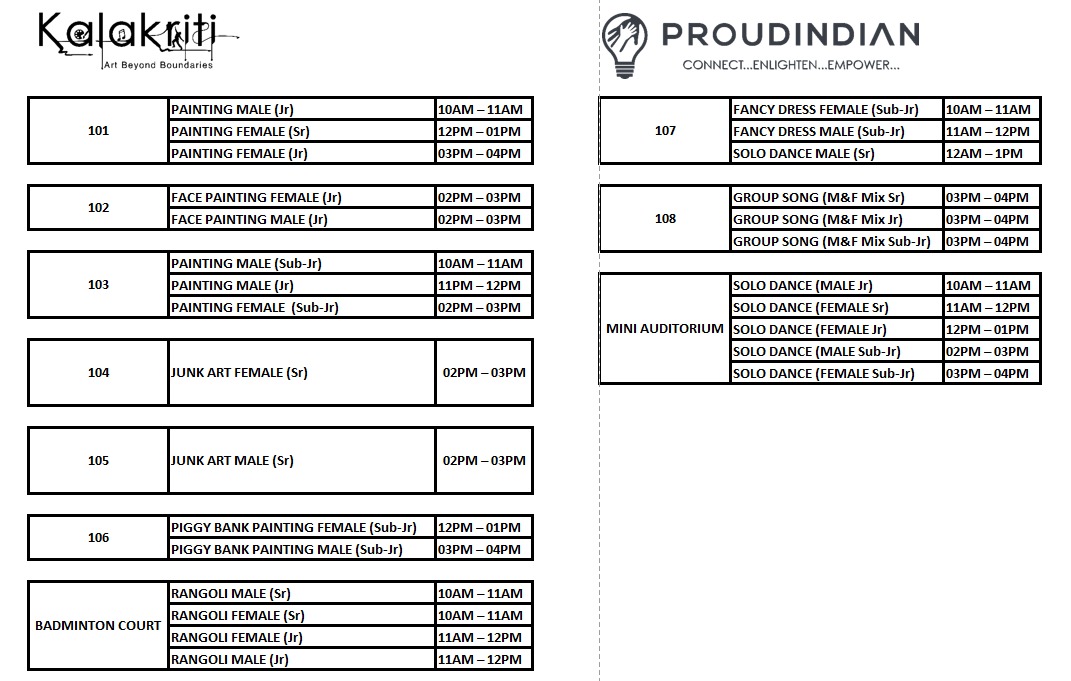 Kalakriti
Art Beyond Boundaries
101
PAINTING MALE (Jr) 10AM – 11AM
PAINTING FEMALE (Sr) 12PM – 01PM
PAINTING FEMALE (Jr) 03PM – 04PM
102
FACE PAINTING FEMALE (Jr) 02PM – 03PM
FACE PAINTING MALE (Jr) 02PM – 03PM
103
PAINTING MALE (Sub-Jr) 10AM – 11AM
PAINTING MALE (Jr) 11PM – 12PM
PAINTING FEMALE (Sub-Jr) 02PM – 03PM
104 JUNK ART FEMALE (Sr) 02PM – 03PM
105 JUNK ART MALE (Sr) 02PM – 03PM
106
PIGGY BANK PAINTING FEMALE (Sub-Jr) 12PM – 01PM
PIGGY BANK PAINTING MALE (Sub-Jr) 03PM – 04PM
BADMINTON COURT
RANGOLI MALE (Sr) 10AM – 11AM
RANGOLI FEMALE (Sr) 10AM – 11AM
RANGOLI FEMALE (Jr) 11AM – 12PM
RANGOLI MALE (Jr) 11AM – 12PM
PROUDINDIAN
CONNECT...ENLIGHTEN...EMPOWER...
107
FANCY DRESS FEMALE (Sub-Jr) 10AM – 11AM
FANCY DRESS MALE (Sub-Jr) 11AM – 12PM
SOLO DANCE MALE (Sr) 12AM – 1PM
108
GROUP SONG (M&F Mix Sr) 03PM – 04PM
GROUP SONG (M&F Mix Jr) 03PM – 04PM
GROUP SONG (M&F Mix Sub-Jr) 03PM – 04PM
MINI AUDITORIUM
SOLO DANCE (MALE Jr) 10AM – 11AM
SOLO DANCE (FEMALE Sr) 11AM – 12PM
SOLO DANCE (FEMALE Jr) 12PM – 01PM
SOLO DANCE (MALE Sub-Jr) 02PM – 03PM
SOLO DANCE (FEMALE Sub-Jr) 03PM – 04PM